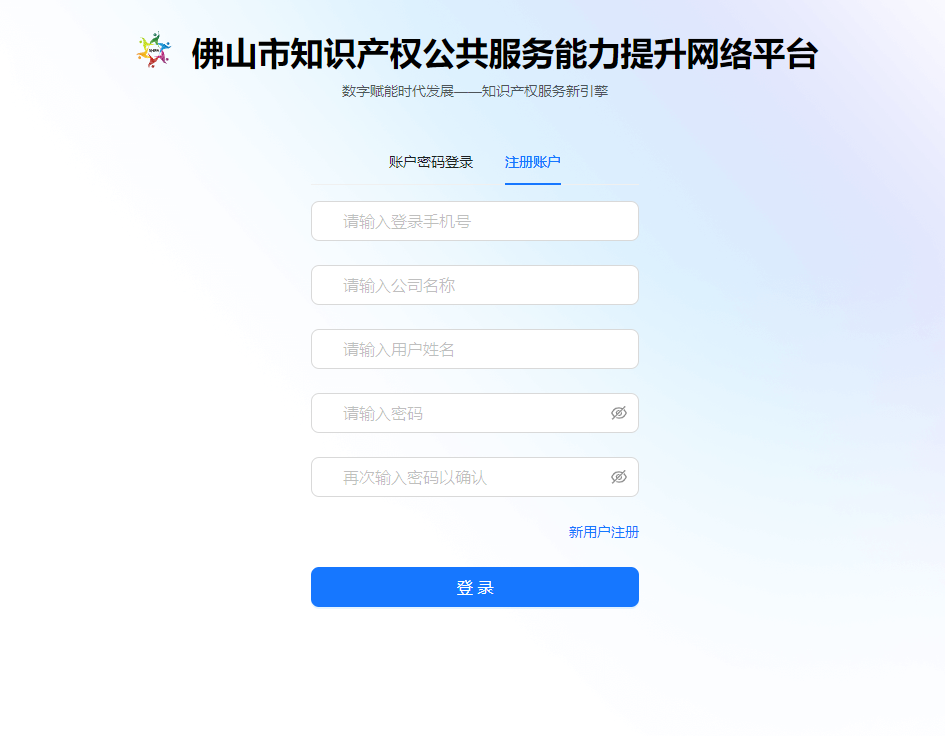 佛山市知识产权公共服务能力提升网络平台
数字赋能时代发展——知识产权服务新引擎
账户密码登录 注册账户
请输入登录手机号
请输入公司名称
请输入用户姓名
请输入密码
再次输入密码以确认
新用户注册
登 录